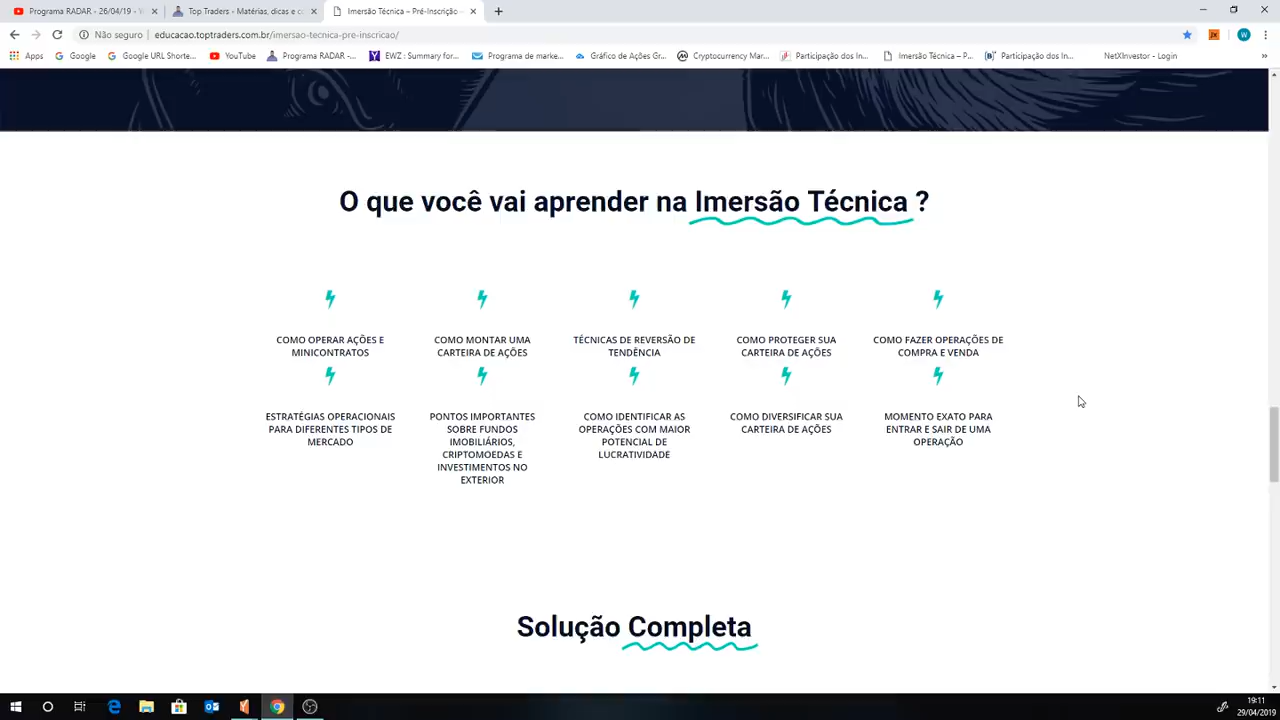 Programa RADAR - 26/04/19 - Y
Top Traders - Matérias, dicas e co
Imersão Técnica – Pré-Inscrição
Não seguro
educacao.toptraders.com.br/imersao-tecnica-pre-inscricao/
W
Apps
Google
Google URL Shorte...
YouTube
Programa RADAR -...
EWZ : Summary for...
Programa de marke...
Gráfico de Ações Gr...
Cryptocurrency Mar...
Participação dos In...
Imersão Técnica – P...
Participação dos In...
NetXInvestor - Login
O que você vai aprender na Imersão Técnica ?
COMO OPERAR AÇÕES E
MINICONTRATOS
COMO MONTAR UMA
CARTEIRA DE AÇÕES
TÉCNICAS DE REVERSÃO DE
TENDÊNCIA
COMO PROTEGER SUA
CARTEIRA DE AÇÕES
COMO FAZER OPERAÇÕES DE
COMPRA E VENDA
ESTRATÉGIAS OPERACIONAIS
PARA DIFERENTES TIPOS DE
MERCADO
PONTOS IMPORTANTES
SOBRE FUNDOS
IMOBILIÁRIOS,
CRIPTOMOEDAS E
INVESTIMENTOS NO
EXTERIOR
COMO IDENTIFICAR AS
OPERAÇÕES COM MAIOR
POTENCIAL DE
LUCRATIVIDADE
COMO DIVERSIFICAR SUA
CARTEIRA DE AÇÕES
MOMENTO EXATO PARA
ENTRAR E SAIR DE UMA
OPERAÇÃO
Solução Completa
19:11
29/04/2019